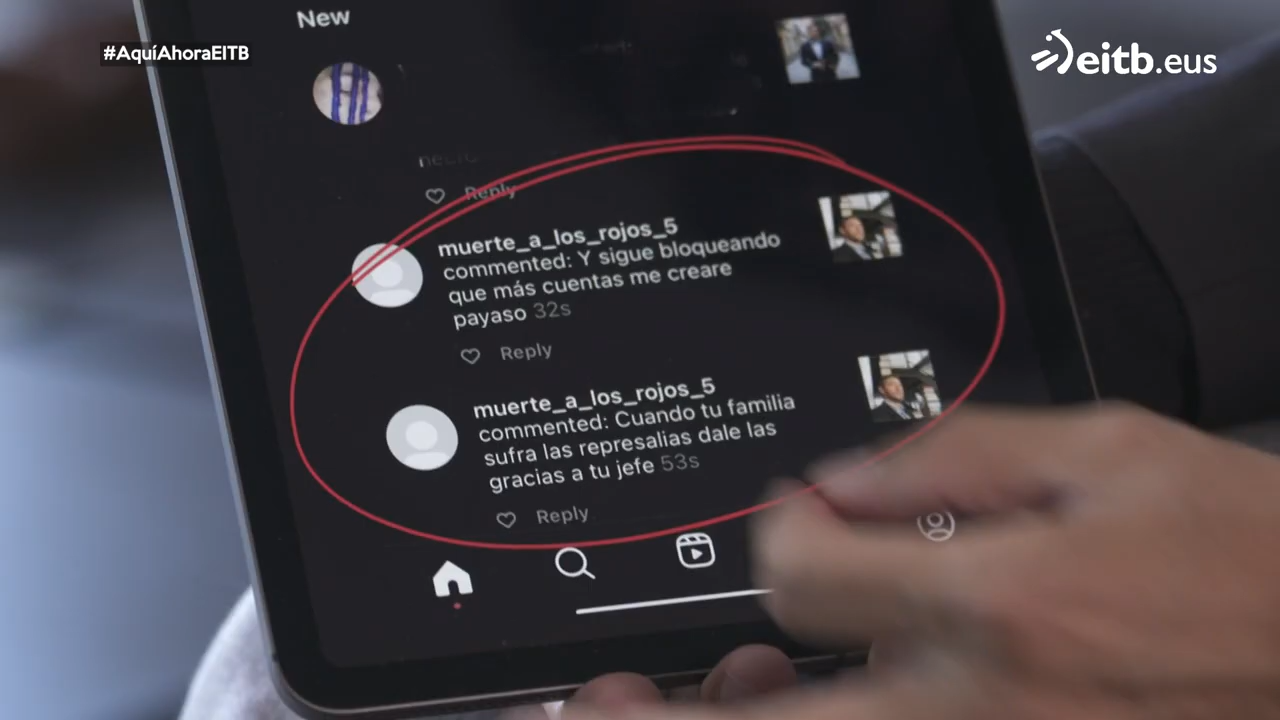 New
#AquíAhoraEITB
eitb.eus
Reply
muerte_a_los_rojos_5
commented: Y sigue bloqueando
que más cuentas me creare
payaso 32s
Reply
muerte_a_los_rojos_5
commented: Cuando tu familia
sufra las represalias dale las
gracias a tu jefe 53s
Reply